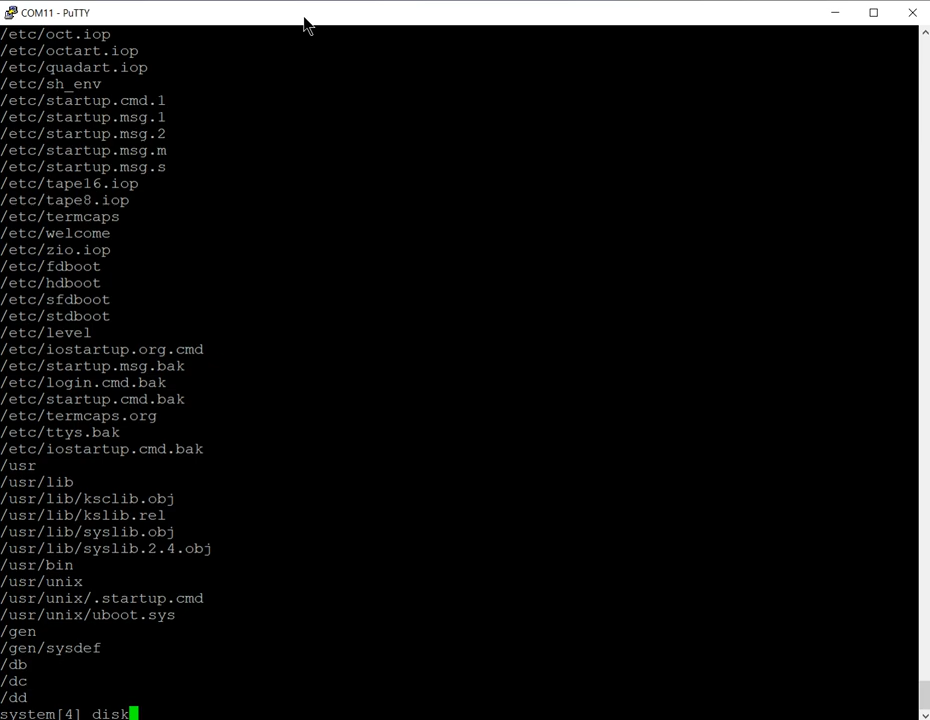 COM11 - PuTTY
/etc/oct.iop
/etc/octart.iop
/etc/quadart.iop
/etc/sh_env
/etc/startup.cmd.1
/etc/startup.msg.1
/etc/startup.msg.2
/etc/startup.msg.m
/etc/startup.msg.s
/etc/tape16.iop
/etc/tape8.iop
/etc/termcaps
/etc/welcome
/etc/zio.iop
/etc/fdboot
/etc/hdboot
/etc/sfdboot
/etc/stdboot
/etc/level
/etc/iostartup.org.cmd
/etc/startup.msg.bak
/etc/login.cmd.bak
/etc/startup.cmd.bak
/etc/termcaps.org
/etc/ttys.bak
/etc/iostartup.cmd.bak
/usr
/usr/lib
/usr/lib/ksclib.obj
/usr/lib/kslib.rel
/usr/lib/syslib.obj
/usr/lib/syslib.2.4.obj
/usr/bin
/usr/unix
/usr/unix/.startup.cmd
/usr/unix/uboot.sys
/gen
/gen/sysdef
/db
/dc
/dd
system[4] disk